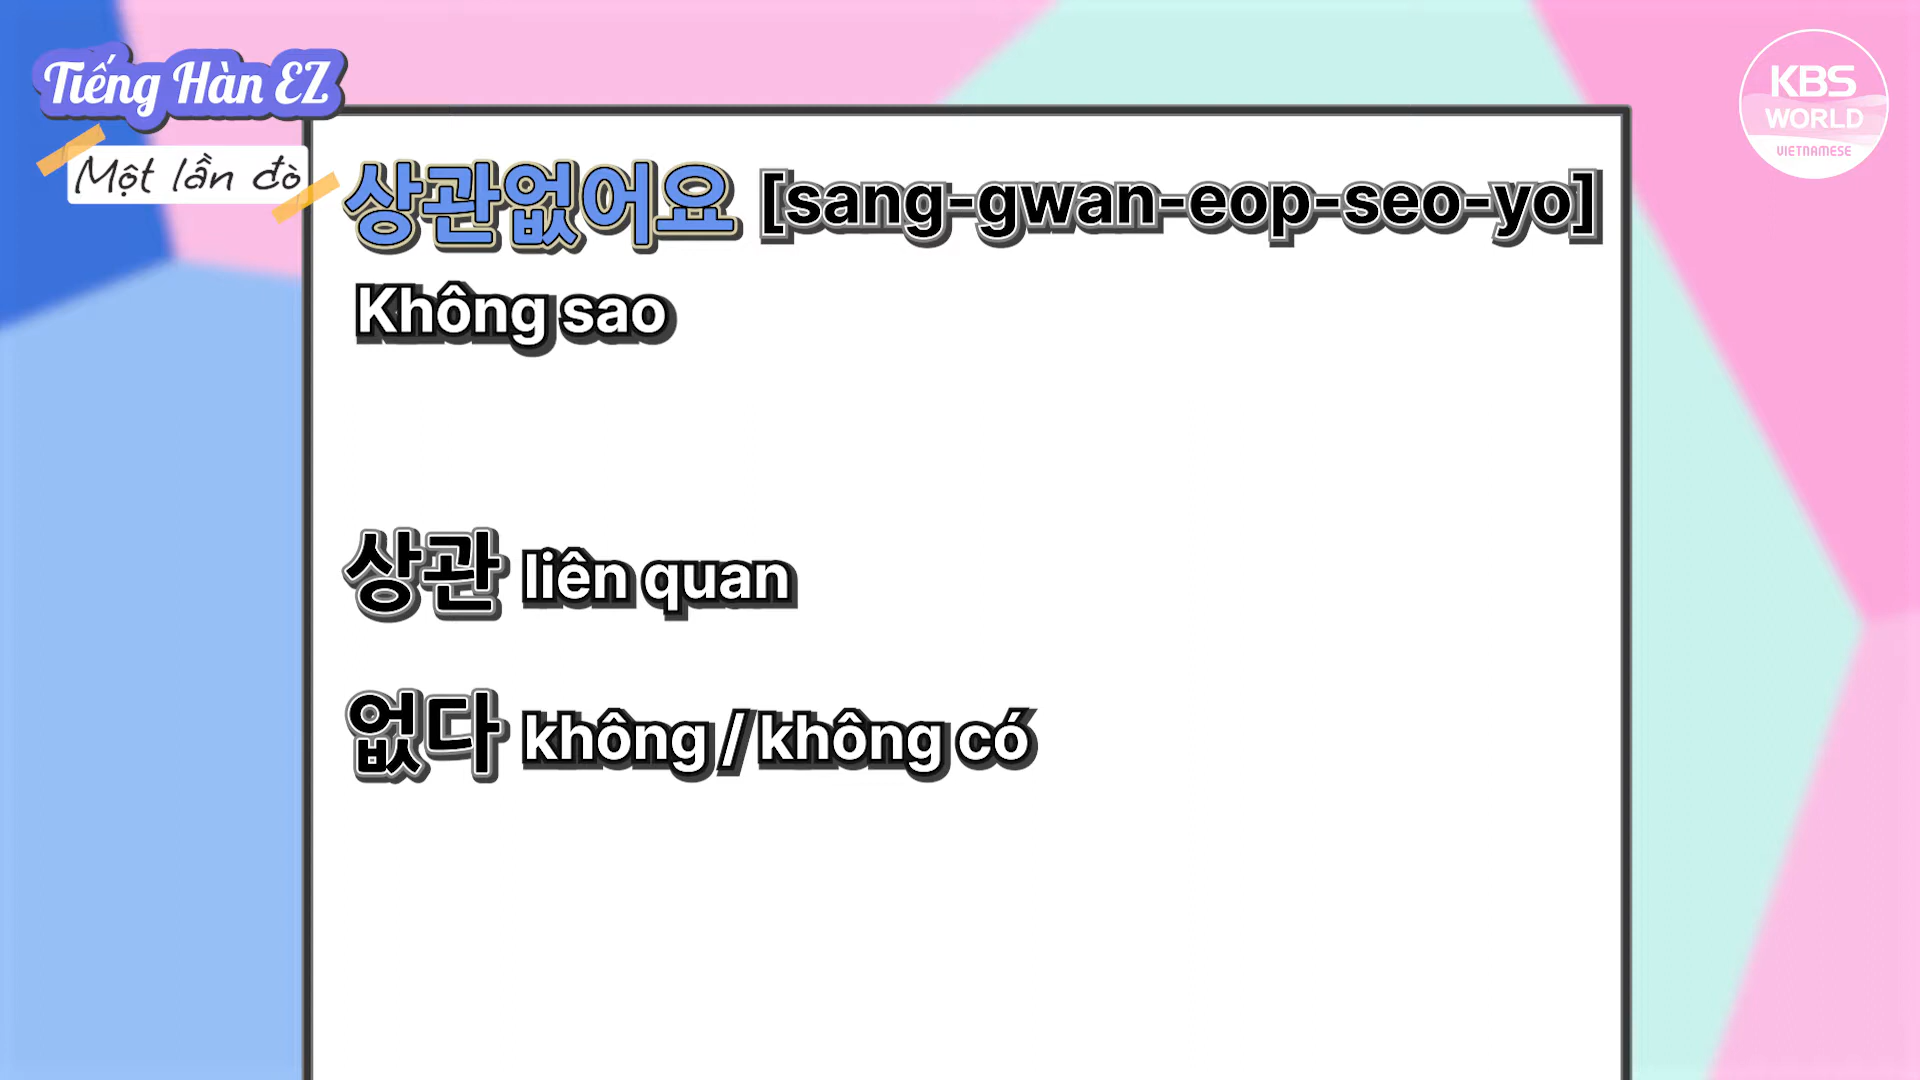 Tiếng Hàn EZ
Một lần đò
KBS
WORLD
VIETNAMESE
상관없어요 [sang-gwan-eop-seo-yo]
Không sao
상관 liên quan
없다 không / không có